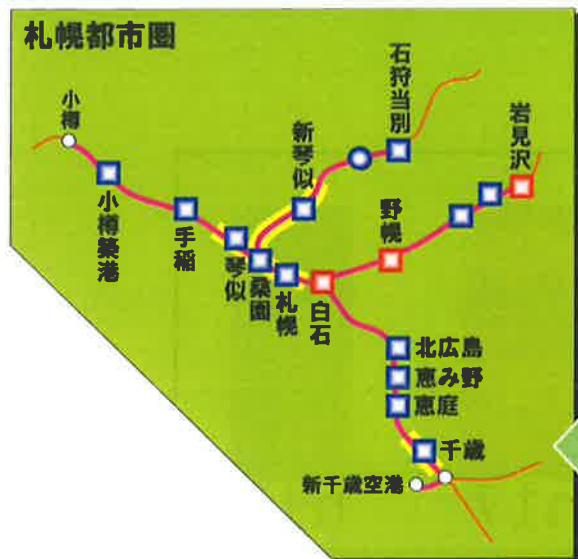 札幌都市圏
小樽
小樽築港
手稲
琴似
桑園
札幌
白石
新琴似
石狩当別
野幌
岩見沢
北広島
恵み野
恵庭
千歳
新千歳空港